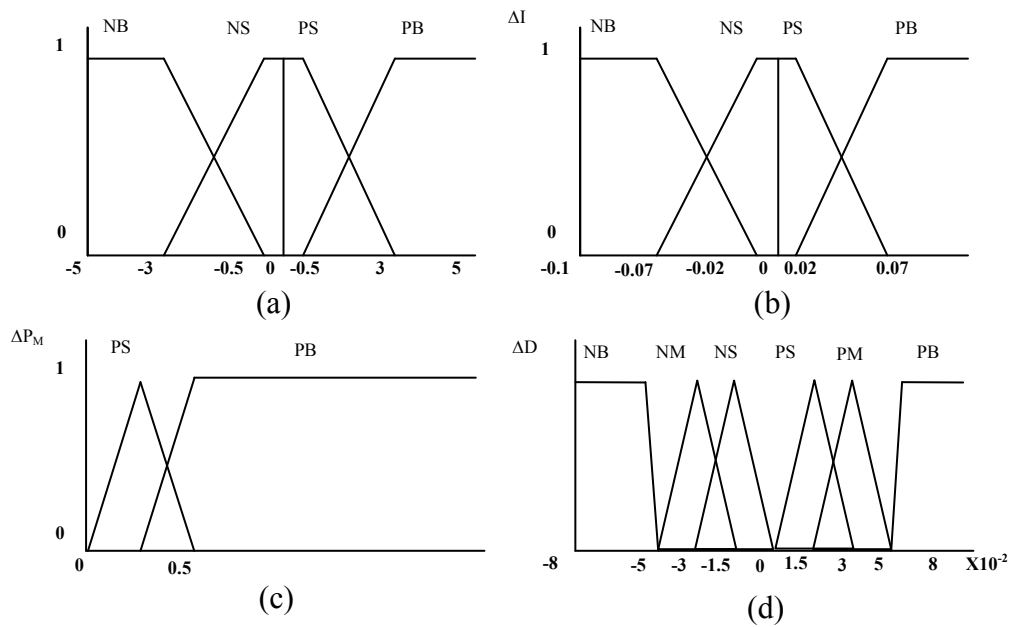 NB NS PS PB
1
0
-5 -3 -0.5 0 -0.5 3 5
(a)
ΔI NB NS PS PB
1
0
-0.1 -0.07 -0.02 0 0.02 0.07
(b)
ΔP_M PS PB
1
0
0 0.5
(c)
ΔD NB NM NS PS PM PB
-8 -5 -3 -1.5 0 1.5 3 5 8 X10⁻²
(d)